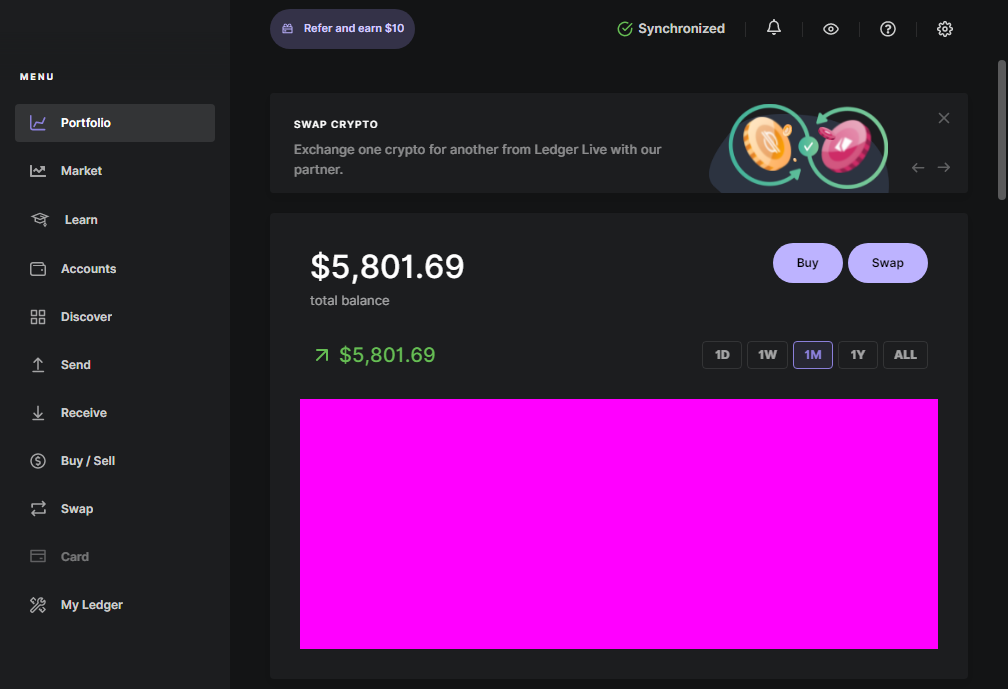 Refer and earn $10
Synchronized
MENU
Portfolio
Market
Learn
Accounts
Discover
Send
Receive
Buy / Sell
Swap
Card
My Ledger
SWAP CRYPTO
Exchange one crypto for another from Ledger Live with our
partner.
$5,801.69
total balance
Buy
Swap
$5,801.69
1D
1W
1M
1Y
ALL